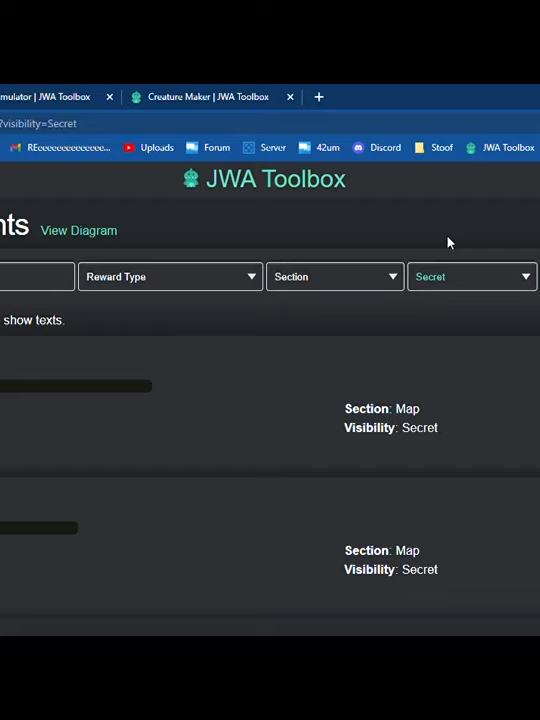 mulator | JWA Toolbox
Creature Maker | JWA Toolbox
?visibility=Secret
REeeeeeeeeeeeeee...
Uploads
Forum
Server
42um
Discord
Stoof
JWA Toolbox
JWA Toolbox
nts View Diagram
Reward Type
Section
Secret
show texts.
Section: Map
Visibility: Secret
Section: Map
Visibility: Secret